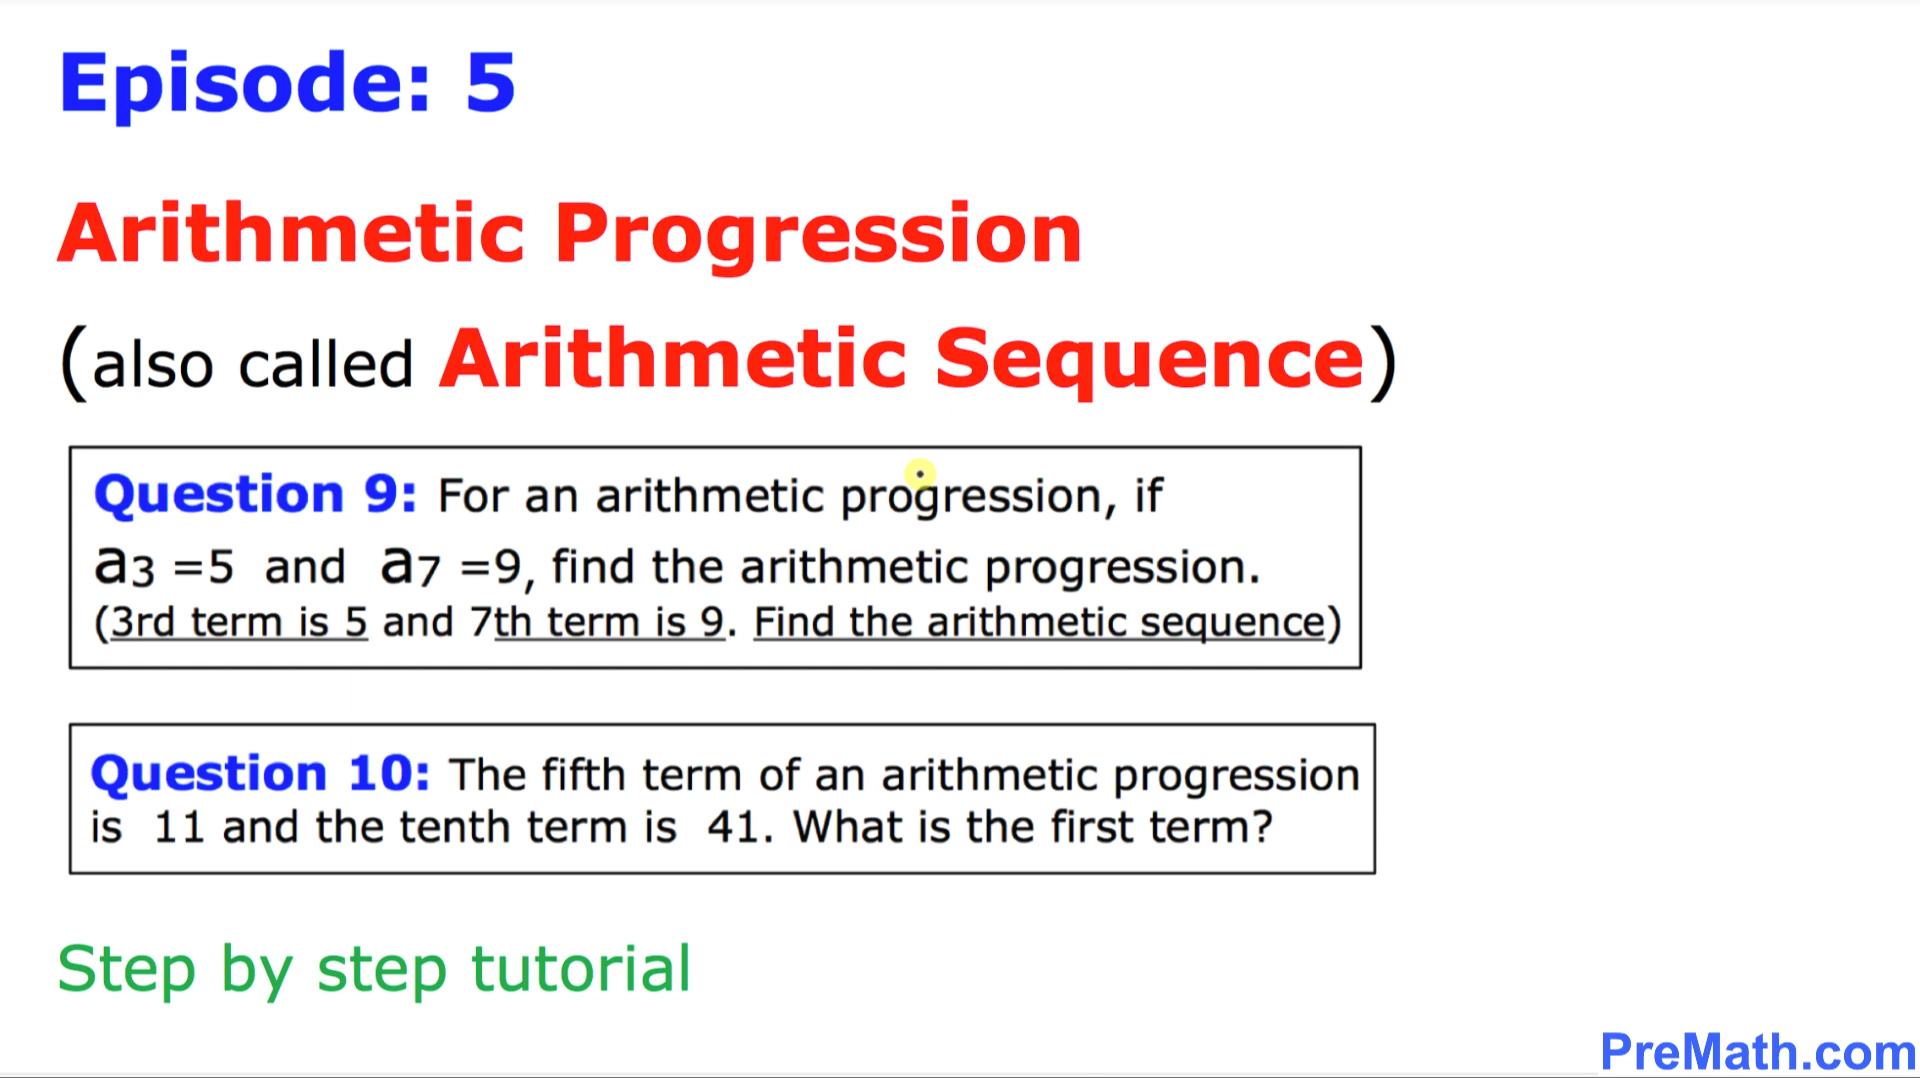 Episode: 5
Arithmetic Progression
(also called Arithmetic Sequence)
Question 9: For an arithmetic progression, if
a3 =5 and a7 =9, find the arithmetic progression.
(3rd term is 5 and 7th term is 9. Find the arithmetic sequence)
Question 10: The fifth term of an arithmetic progression
is 11 and the tenth term is 41. What is the first term?
Step by step tutorial
PreMath.com